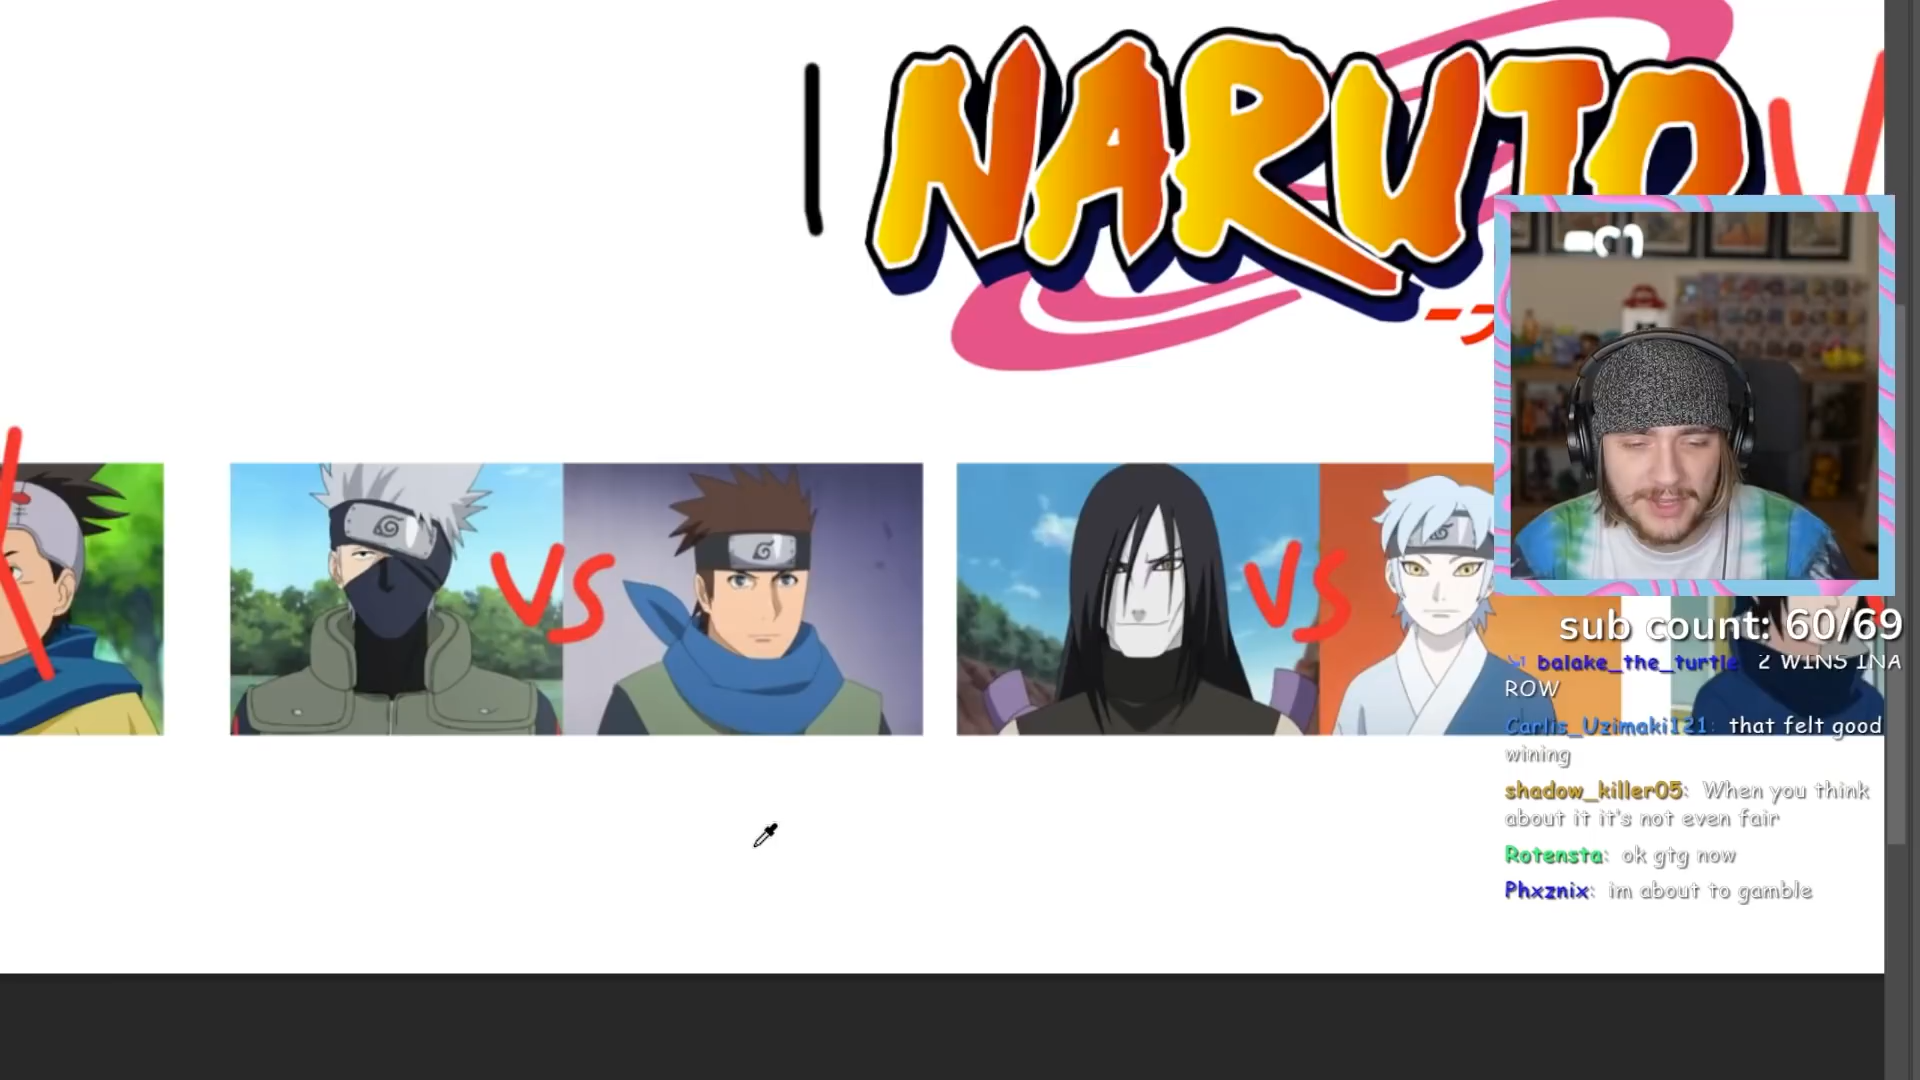 NARUTO
VS
VS
sub count: 60/69
balake_the_turtle 2 WINS INA
ROW
Carlis_Uzimaki121: that felt good
wining
shadow_killer05: When you think
about it it's not even fair
Rotensta: ok gtg now
Phxznix: im about to gamble